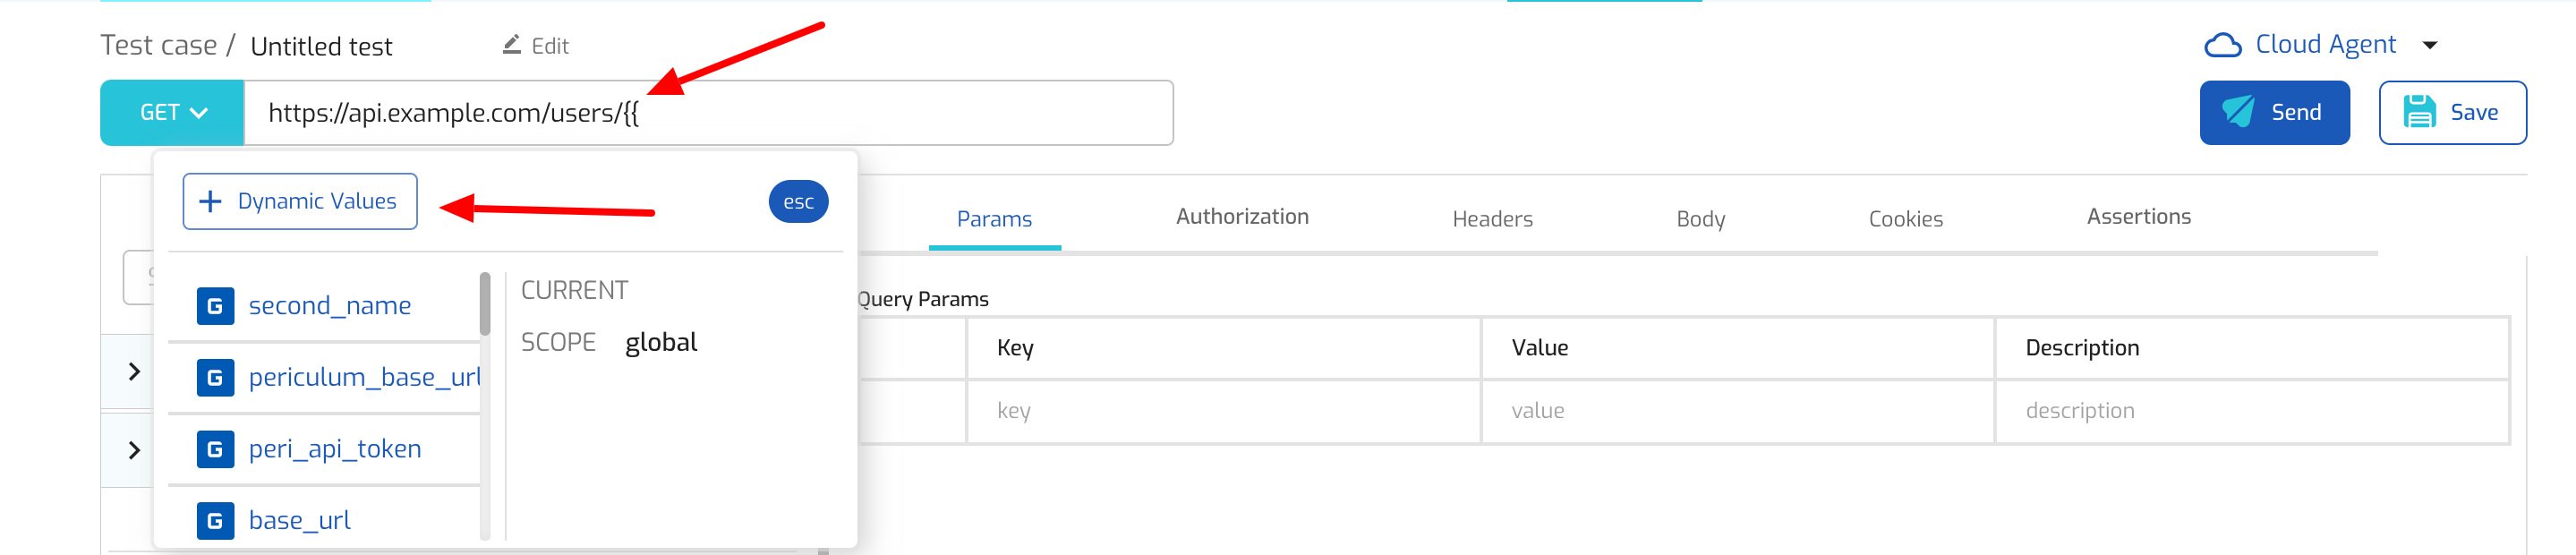 Test case / Untitled test Edit
Cloud Agent
GET https://api.example.com/users/{{
Send Save
+ Dynamic Values esc
Params Authorization Headers Body Cookies Assertions
G second_name
G periculum_base_url
G peri_api_token
G base_url
CURRENT
SCOPE global
Query Params
Key Value Description
key value description